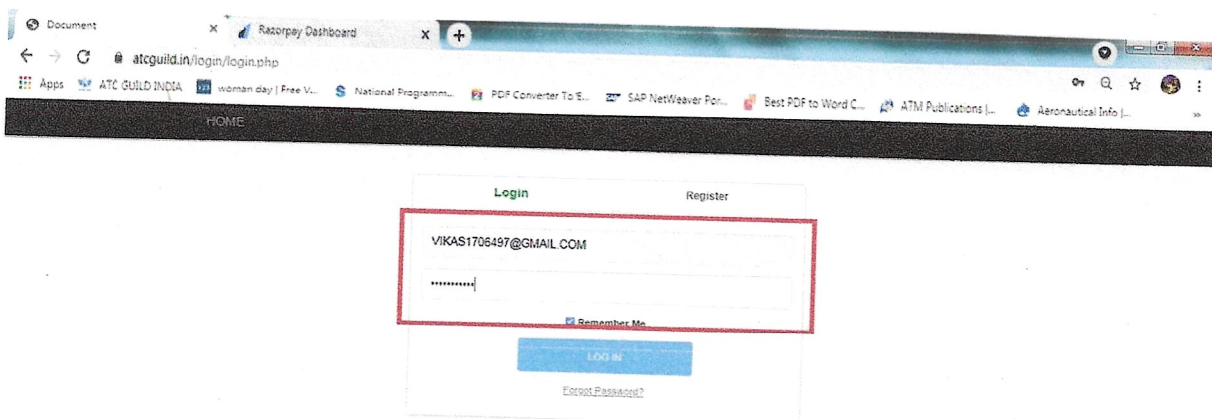 Document × Razorpay Dashboard × +
atcguild.in/login/login.php
Apps ATC GUILD INDIA woman day | Free V... National Programm... PDF Converter To E... SAP NetWeaver Por... Best PDF to Word C... ATM Publications |... Aeronautical Info |... »
HOME
Login Register
VIKAS1706497@GMAIL.COM
•••••••••••
Remember Me
LOG IN
Forgot Password?